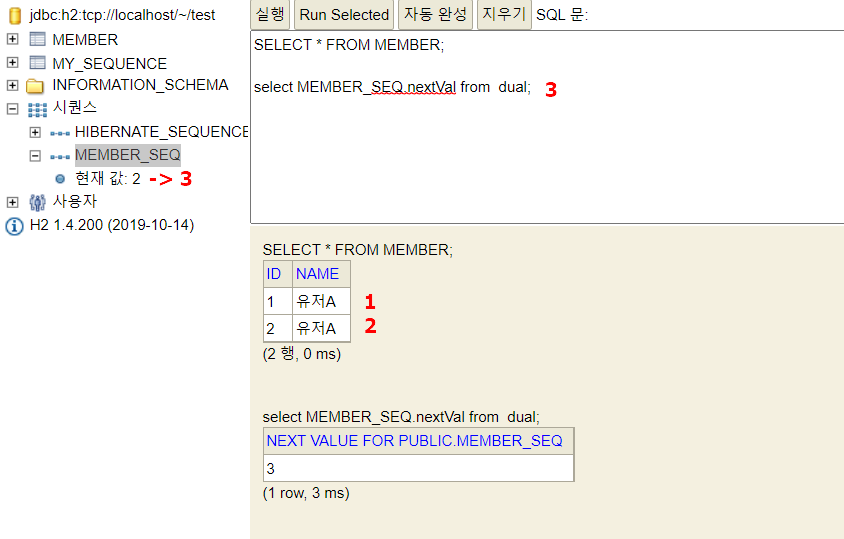 jdbc:h2:tcp://localhost/~/test
MEMBER
MY_SEQUENCE
INFORMATION_SCHEMA
시퀀스
HIBERNATE_SEQUENCE
MEMBER_SEQ
현재 값: 2 -> 3
사용자
H2 1.4.200 (2019-10-14)
실행 Run Selected 자동 완성 지우기 SQL 문:
SELECT * FROM MEMBER;
select MEMBER_SEQ.nextVal from  dual; 3
SELECT * FROM MEMBER;
ID NAME
1 유저A 1
2 유저A 2
(2 행, 0 ms)
select MEMBER_SEQ.nextVal from  dual;
NEXT VALUE FOR PUBLIC.MEMBER_SEQ
3
(1 row, 3 ms)